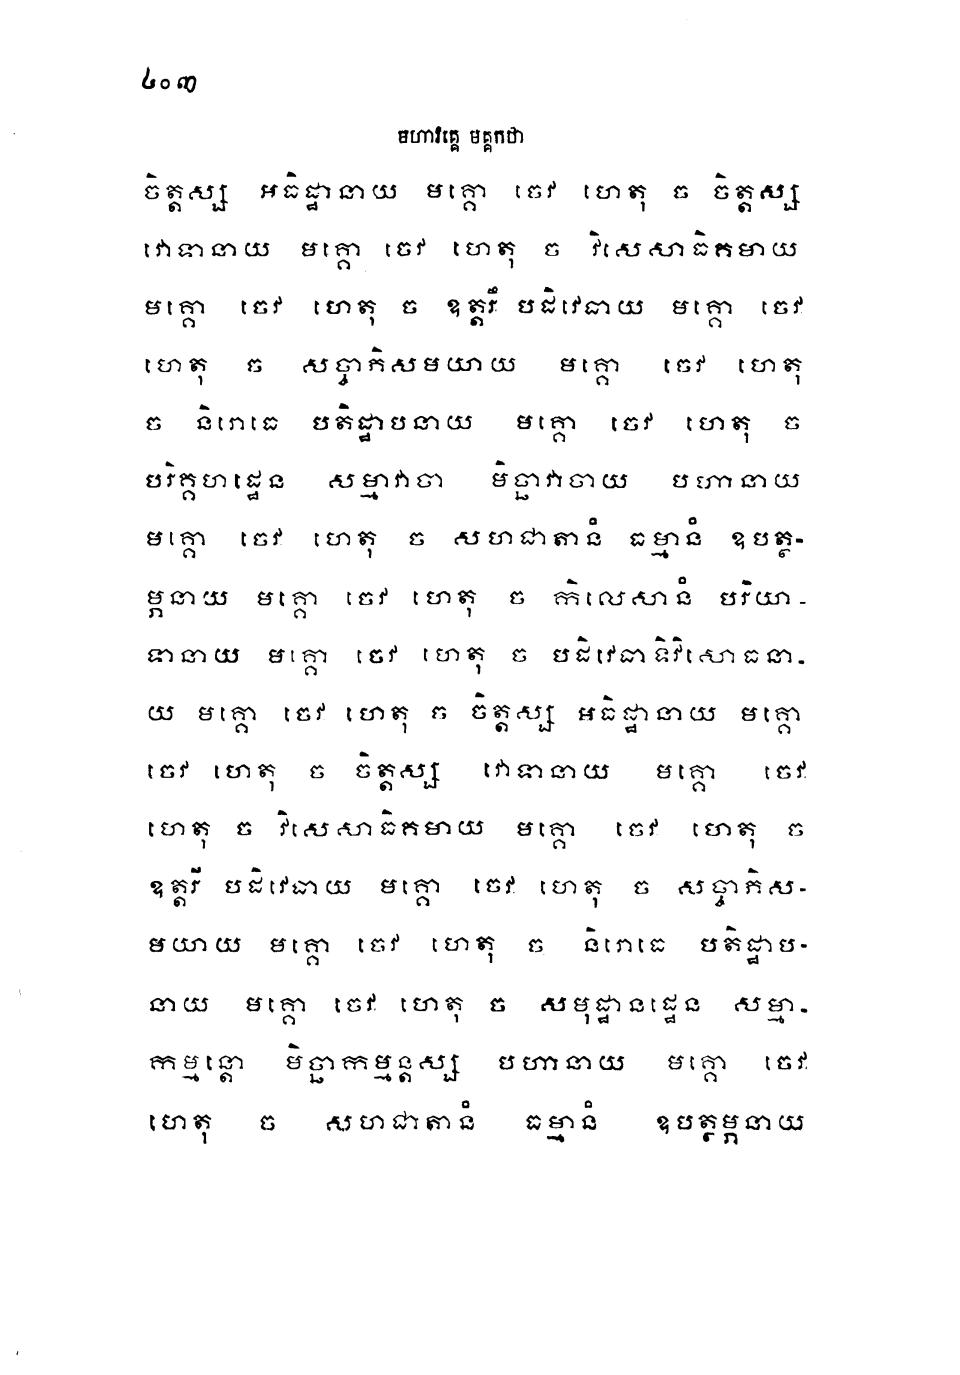 ៤០៣
មហាវគ្គេ មគ្គកថា
ចិត្តស្ស អធិដ្ឋានាយ មគ្គោ ចេវ ហេតុ ច ចិត្តស្ស
វោទានាយ មគ្គោ ចេវ ហេតុ ច វិសេសាធិគមាយ
មគ្គោ ចេវ ហេតុ ច ឧត្តរឹ បដិវេធាយ មគ្គោ ចេវ
ហេតុ ច សច្ចាភិសមយាយ មគ្គោ ចេវ ហេតុ
ច និរោធេ បតិដ្ឋាបនាយ មគ្គោ ចេវ ហេតុ ច
បរិគ្គហដ្ឋេន សម្មាវាចា មិច្ឆាវាចាយ បហានាយ
មគ្គោ ចេវ ហេតុ ច សហជាតានំ ធម្មានំ ឧបត្ថ-
ម្ភនាយ មគ្គោ ចេវ ហេតុ ច កិលេសានំ បរិយា-
ទានាយ មគ្គោ ចេវ ហេតុ ច បដិវេធាទិវិសោធនា-
យ មគ្គោ ចេវ ហេតុ ច ចិត្តស្ស អធិដ្ឋានាយ មគ្គោ
ចេវ ហេតុ ច ចិត្តស្ស វោទានាយ មគ្គោ ចេវ
ហេតុ ច វិសេសាធិគមាយ មគ្គោ ចេវ ហេតុ ច
ឧត្តរឹ បដិវេធាយ មគ្គោ ចេវ ហេតុ ច សច្ចាភិស-
មយាយ មគ្គោ ចេវ ហេតុ ច និរោធេ បតិដ្ឋាប-
នាយ មគ្គោ ចេវ ហេតុ ច សមុដ្ឋានដ្ឋេន សម្មា-
កម្មន្តោ មិច្ឆាកម្មន្តស្ស បហានាយ មគ្គោ ចេវ
ហេតុ ច សហជាតានំ ធម្មានំ ឧបត្ថម្ភនាយ